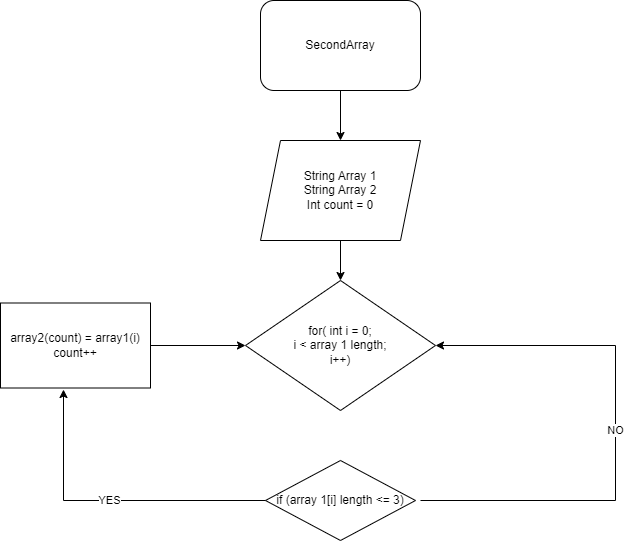 SecondArray
String Array 1
String Array 2
Int count = 0
for( int i = 0;
i < array 1 length;
i++)
array2(count) = array1(i)
count++
NO
if (array 1[i] length <= 3)
YES